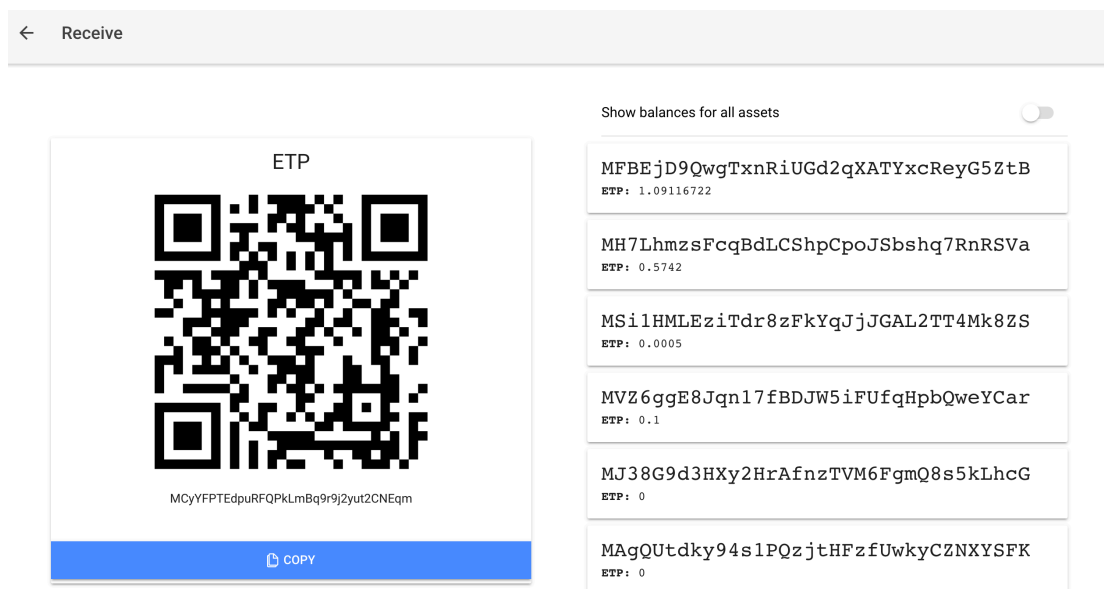 Receive
ETP
MCyYFPTEdpuRFQPkLmBq9r9j2yut2CNEqm
COPY
Show balances for all assets
MFBEjD9QwgTxnRiUGd2qXATYxcReyG5ZtB
ETP: 1.09116722
MH7LhmzsFcqBdLCShpCpoJSbshq7RnRSVa
ETP: 0.5742
MSi1HMLEziTdr8zFkYqJjJGAL2TT4Mk8ZS
ETP: 0.0005
MVZ6ggE8Jqn17fBDJW5iFUfqHpbQweYCar
ETP: 0.1
MJ38G9d3HXy2HrAfnzTVM6FgmQ8s5kLhcG
ETP: 0
MAgQUtdky94s1PQzjtHFzfUwkyCZNXYSFK
ETP: 0